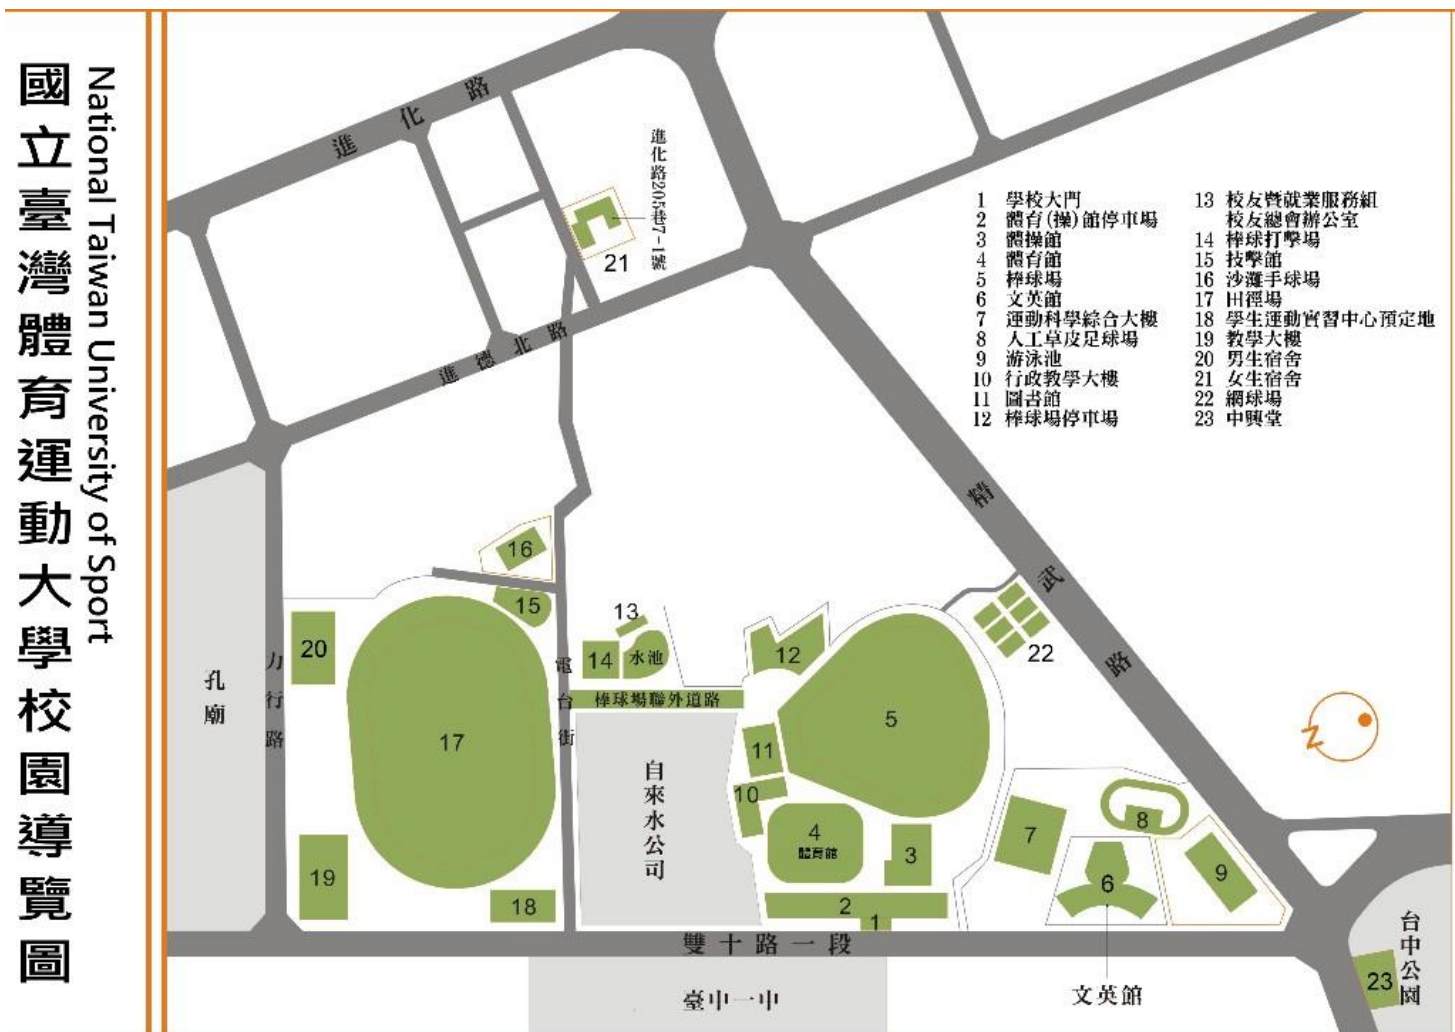 國立臺灣體育運動大學校園導覽圖
National Taiwan University of Sport
進化路
進化路205巷7-1號
21
進德北路
1 學校大門
2 體育(操)館停車場
3 體操館
4 體育館
5 棒球場
6 文英館
7 運動科學綜合大樓
8 人工草皮足球場
9 游泳池
10 行政教學大樓
11 圖書館
12 棒球場停車場
13 校友暨就業服務組
校友總會辦公室
14 棒球打擊場
15 技擊館
16 沙灘手球場
17 田徑場
18 學生運動實習中心預定地
19 教學大樓
20 男生宿舍
21 女生宿舍
22 網球場
23 中興堂
精武路
16
15
13
20
14
水池
12
22
孔廟
力行路
電台街
棒球場聯外道路
5
17
11
自來水公司
10
4
體育館
3
7
8
9
6
19
18
2
1
雙十路一段
臺中一中
文英館
台中公園
23
N